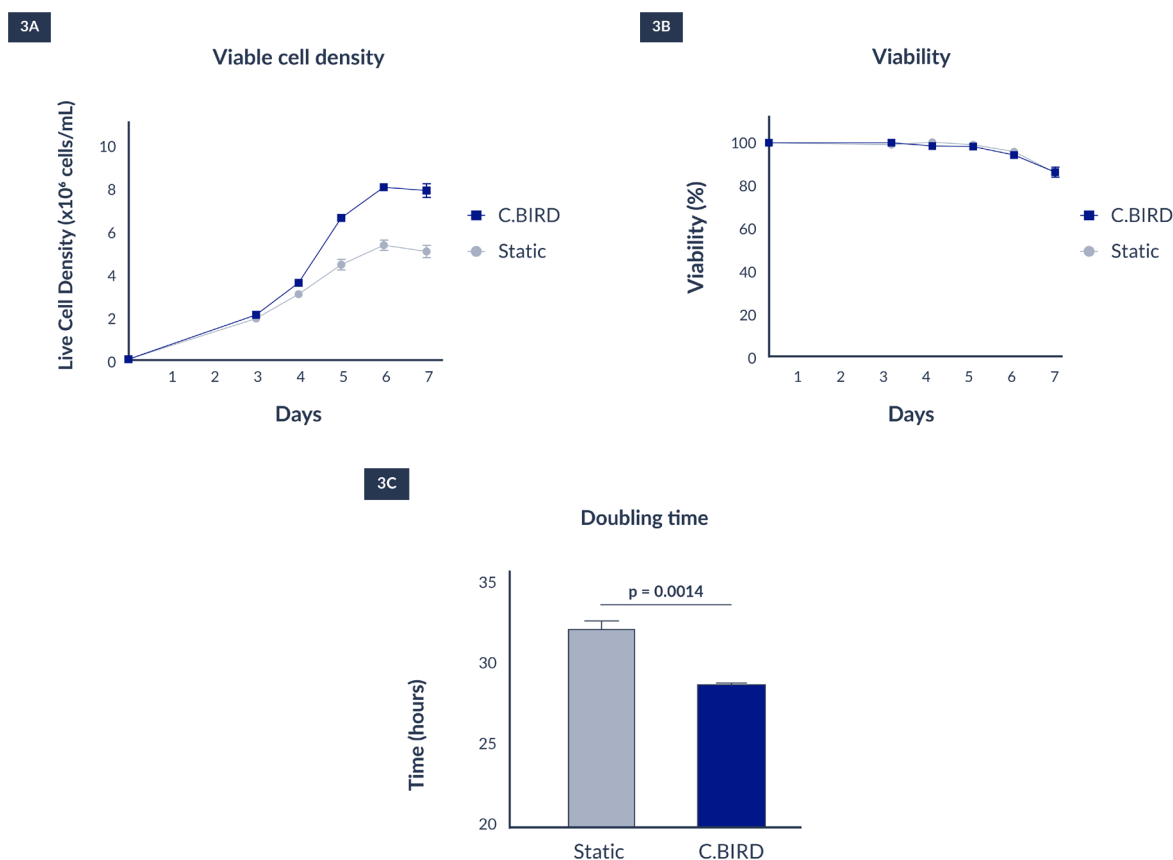 3A
Viable cell density
Live Cell Density (x10⁶ cells/mL)
10
8
6
4
2
0
1 2 3 4 5 6 7
Days
C.BIRD
Static
3B
Viability
Viability (%)
100
80
60
40
20
0
1 2 3 4 5 6 7
Days
C.BIRD
Static
3C
Doubling time
Time (hours)
35
30
25
20
p = 0.0014
Static C.BIRD